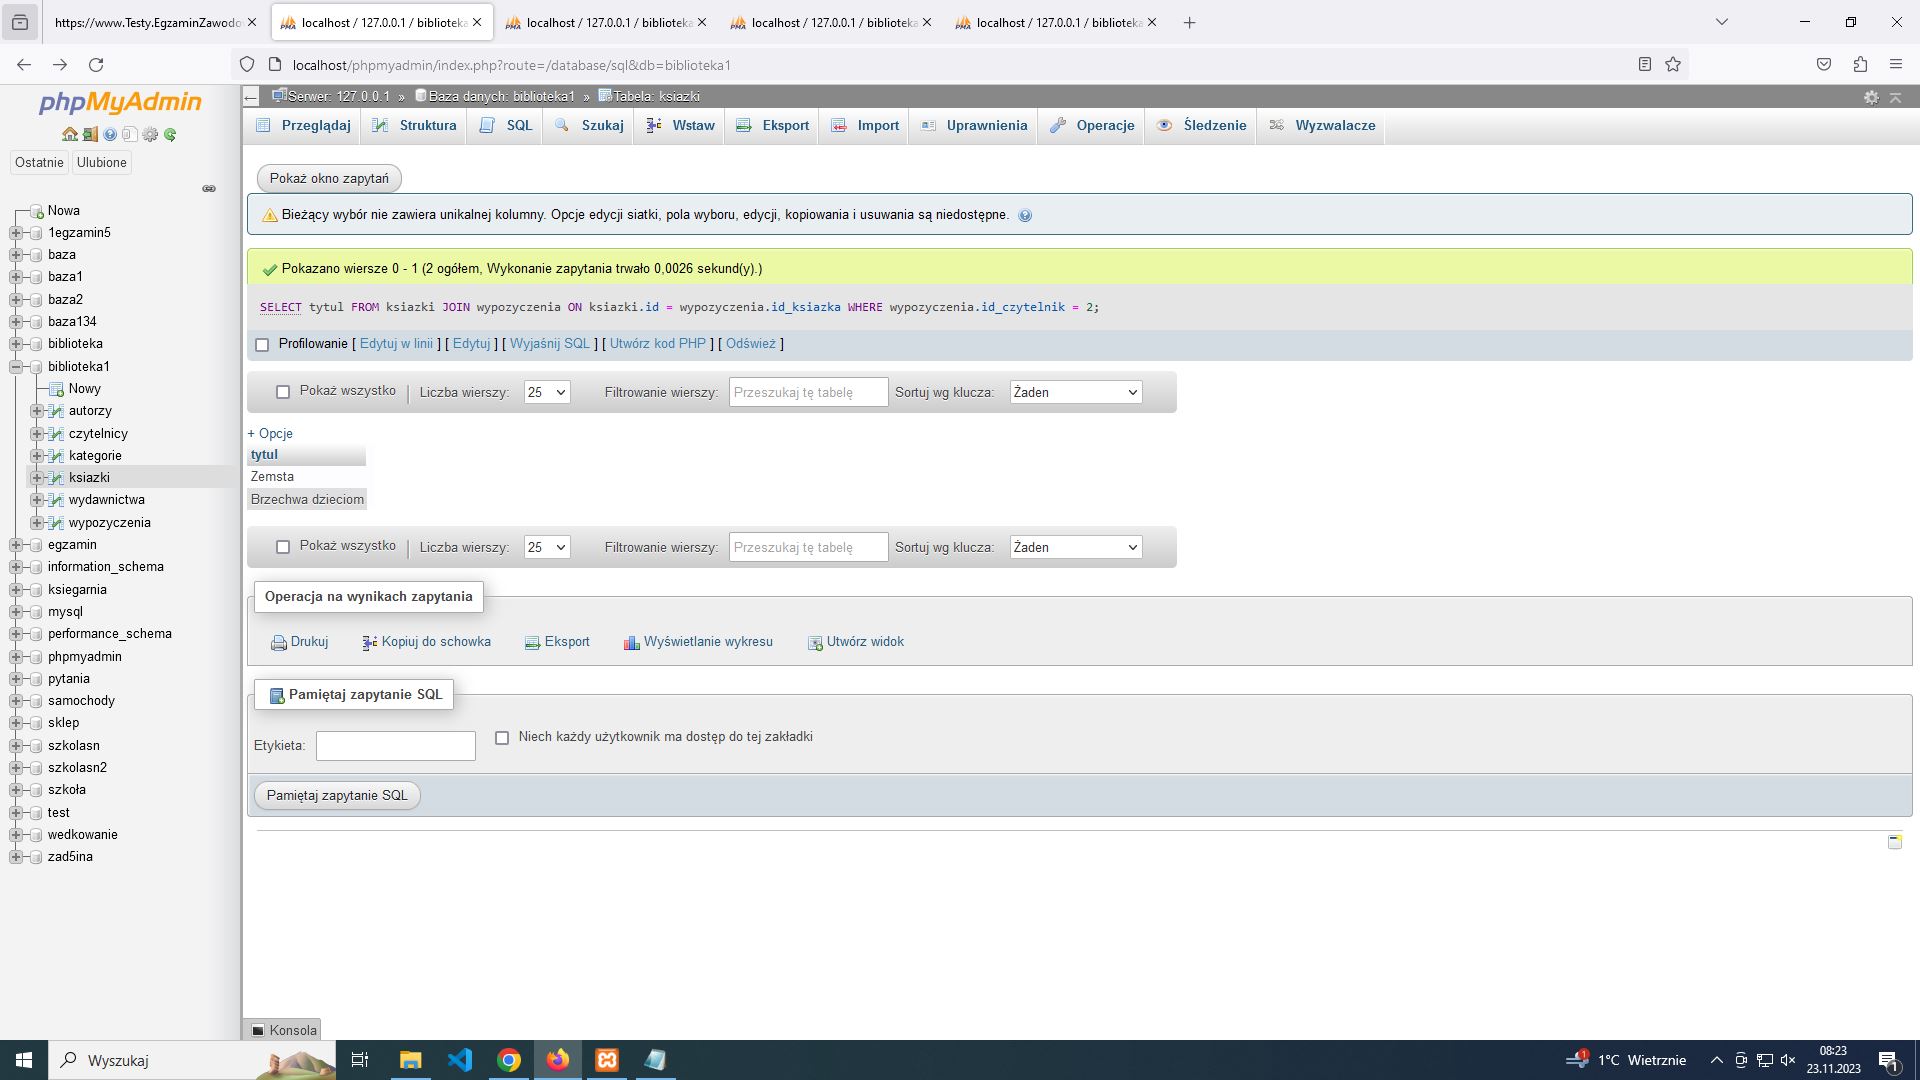 https://www.Testy.EgzaminZawodo
localhost / 127.0.0.1 / biblioteka
localhost / 127.0.0.1 / biblioteka
localhost / 127.0.0.1 / biblioteka
localhost / 127.0.0.1 / biblioteka
localhost/phpmyadmin/index.php?route=/database/sql&db=biblioteka1
phpMyAdmin
Ostatnie Ulubione
Nowa
1egzamin5
baza
baza1
baza2
baza134
biblioteka
biblioteka1
Nowy
autorzy
czytelnicy
kategorie
ksiazki
wydawnictwa
wypozyczenia
egzamin
information_schema
ksiegarnia
mysql
performance_schema
phpmyadmin
pytania
samochody
sklep
szkolasn
szkolasn2
szkoła
test
wedkowanie
zad5ina
Serwer: 127.0.0.1 » Baza danych: biblioteka1 » Tabela: ksiazki
Przeglądaj Struktura SQL Szukaj Wstaw Eksport Import Uprawnienia Operacje Śledzenie Wyzwalacze
Pokaż okno zapytań
Bieżący wybór nie zawiera unikalnej kolumny. Opcje edycji siatki, pola wyboru, edycji, kopiowania i usuwania są niedostępne.
Pokazano wiersze 0 - 1 (2 ogółem, Wykonanie zapytania trwało 0,0026 sekund(y).)
SELECT tytul FROM ksiazki JOIN wypozyczenia ON ksiazki.id = wypozyczenia.id_ksiazka WHERE wypozyczenia.id_czytelnik = 2;
Profilowanie [ Edytuj w linii ] [ Edytuj ] [ Wyjaśnij SQL ] [ Utwórz kod PHP ] [ Odśwież ]
Pokaż wszystko | Liczba wierszy: 25 Filtrowanie wierszy: Przeszukaj tę tabelę Sortuj wg klucza: Żaden
+ Opcje
tytul
Zemsta
Brzechwa dzieciom
Pokaż wszystko | Liczba wierszy: 25 Filtrowanie wierszy: Przeszukaj tę tabelę Sortuj wg klucza: Żaden
Operacja na wynikach zapytania
Drukuj Kopiuj do schowka Eksport Wyświetlanie wykresu Utwórz widok
Pamiętaj zapytanie SQL
Etykieta: Niech każdy użytkownik ma dostęp do tej zakładki
Pamiętaj zapytanie SQL
Konsola
Wyszukaj
1 1°C Wietrznie
08:23
23.11.2023
1